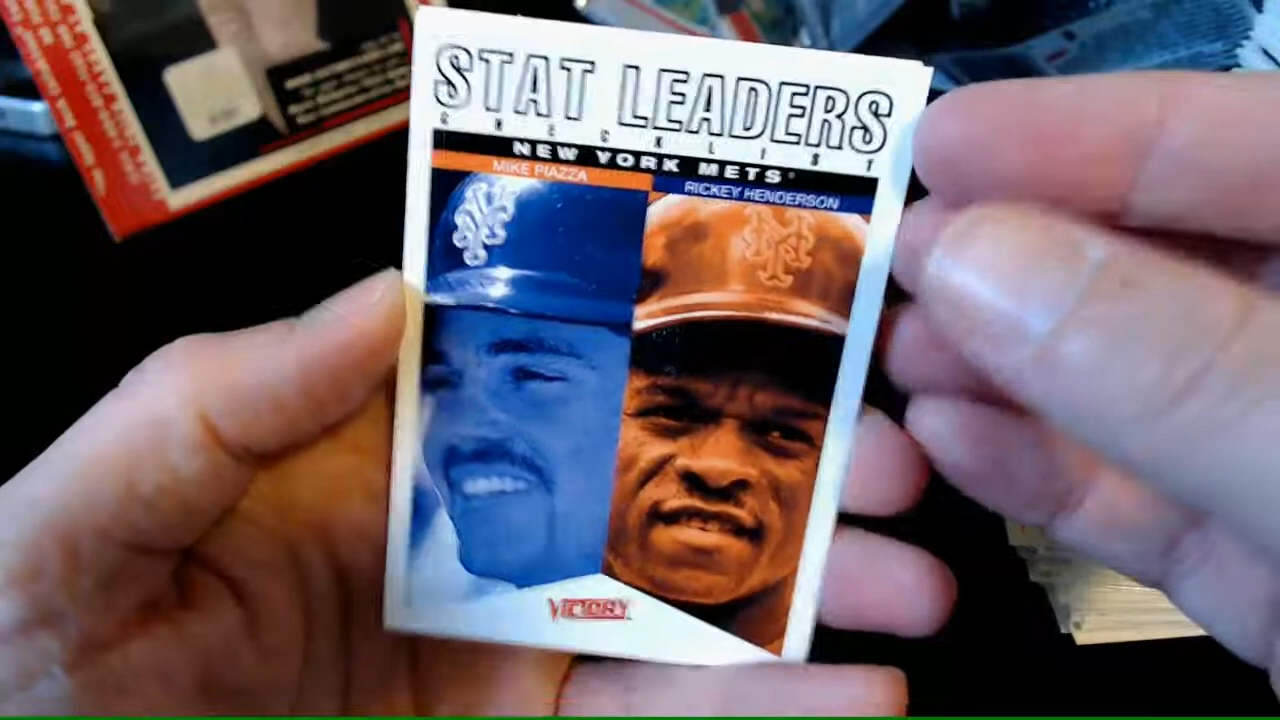 STAT LEADERS
CHECKLIST
NEW YORK METS
MIKE PIAZZA
RICKEY HENDERSON
VICTORY